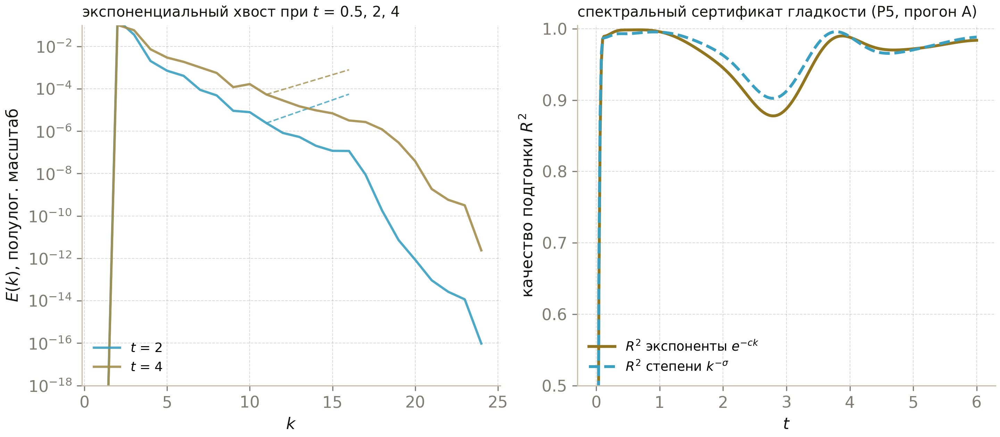 экспоненциальный хвост при t = 0.5, 2, 4
E(k), полулог. масштаб
10⁻²
10⁻⁴
10⁻⁶
10⁻⁸
10⁻¹⁰
10⁻¹²
10⁻¹⁴
10⁻¹⁶
10⁻¹⁸
t = 2
t = 4
0 5 10 15 20 25
k
спектральный сертификат гладкости (P5, прогон A)
качество подгонки R²
1.0
0.9
0.8
0.7
0.6
0.5
R² экспоненты e⁻ᶜᵏ
R² степени k^{−σ}
0 1 2 3 4 5 6
t